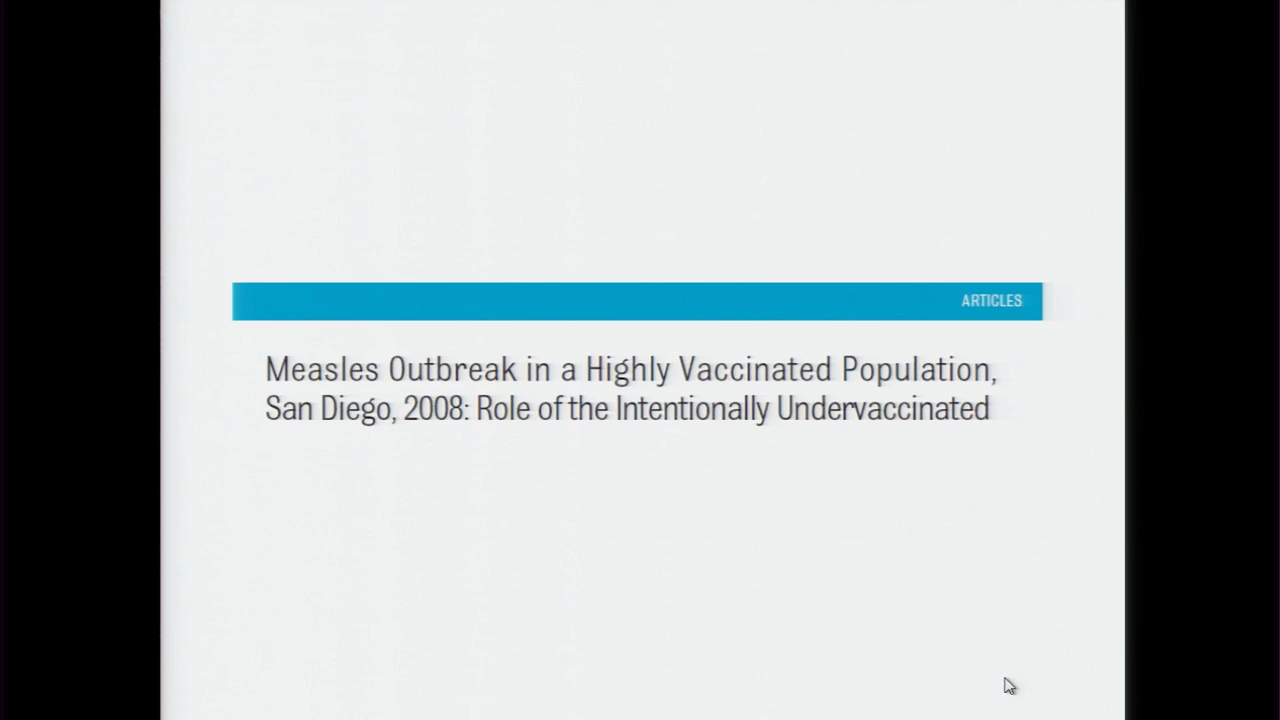 ARTICLES
Measles Outbreak in a Highly Vaccinated Population,
San Diego, 2008: Role of the Intentionally Undervaccinated